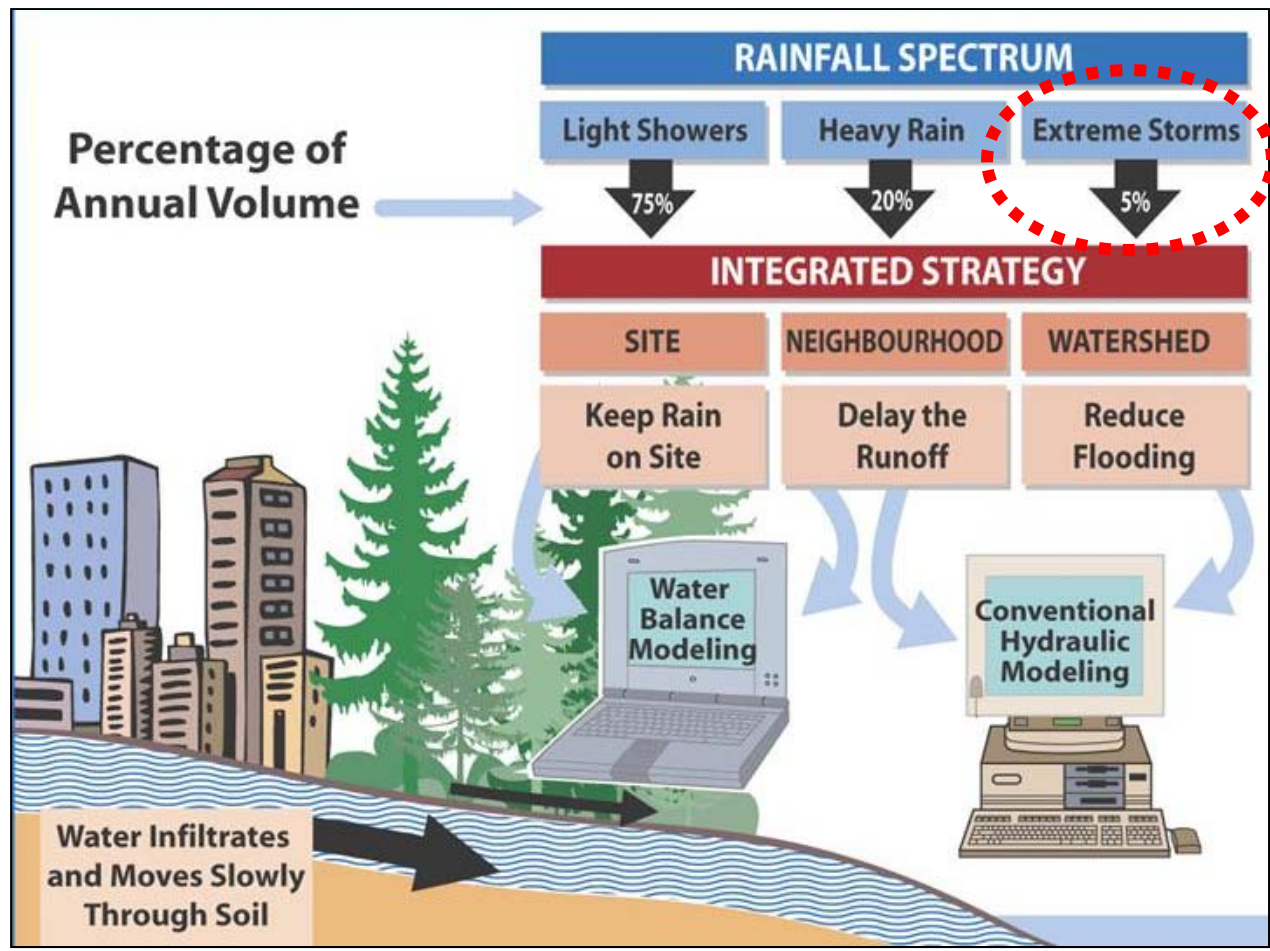 RAINFALL SPECTRUM
Light Showers
Heavy Rain
Extreme Storms
Percentage of
Annual Volume
75%
20%
5%
INTEGRATED STRATEGY
SITE
NEIGHBOURHOOD
WATERSHED
Keep Rain
on Site
Delay the
Runoff
Reduce
Flooding
Water
Balance
Modeling
Conventional
Hydraulic
Modeling
Water Infiltrates
and Moves Slowly
Through Soil